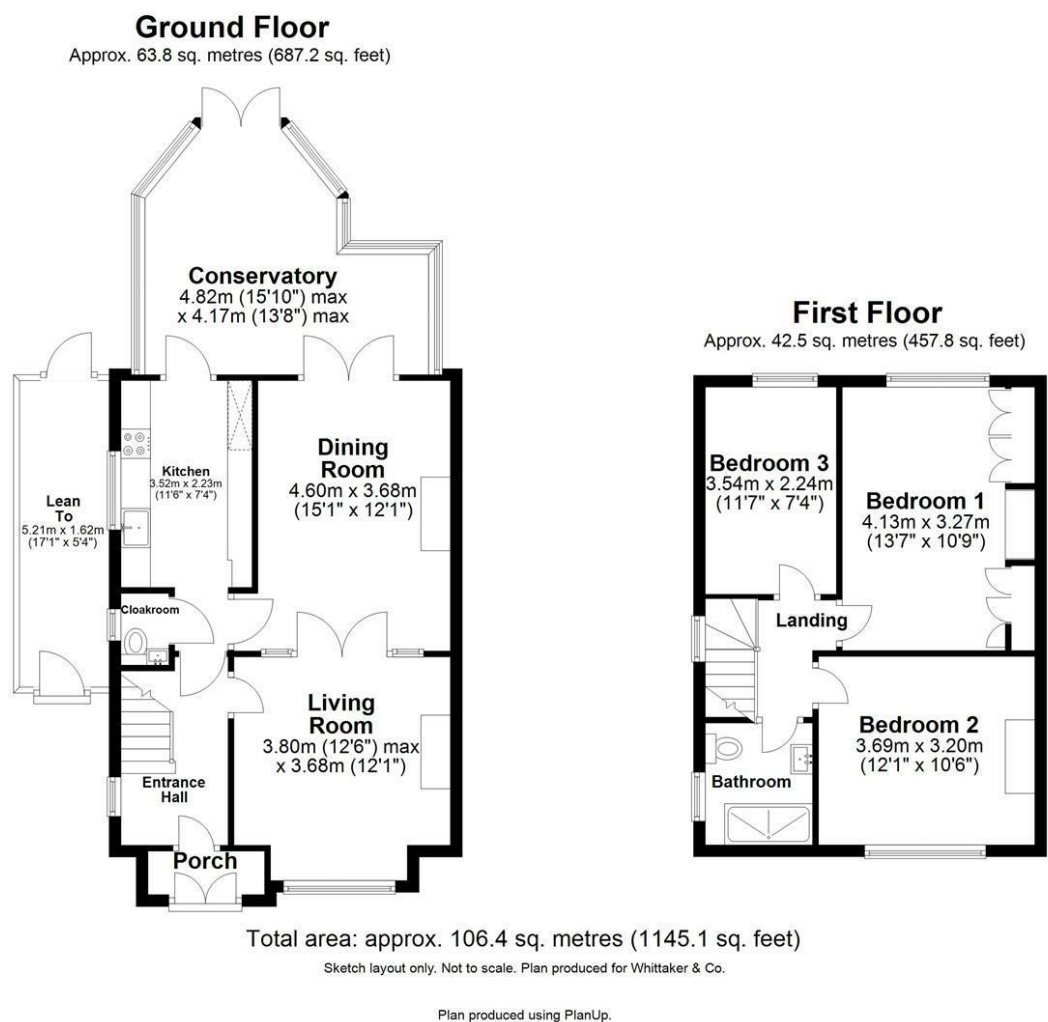 Ground Floor
Approx. 63.8 sq. metres (687.2 sq. feet)
Conservatory
4.82m (15'10") max
x 4.17m (13'8") max
Kitchen
3.52m x 2.23m
(11'6" x 7'4")
Dining
Room
4.60m x 3.68m
(15'1" x 12'1")
Lean
To
5.21m x 1.62m
(17'1" x 5'4")
Cloakroom
Living
Room
3.80m (12'6") max
x 3.68m (12'1")
Entrance
Hall
Porch
First Floor
Approx. 42.5 sq. metres (457.8 sq. feet)
Bedroom 3
3.54m x 2.24m
(11'7" x 7'4")
Bedroom 1
4.13m x 3.27m
(13'7" x 10'9")
Landing
Bedroom 2
3.69m x 3.20m
(12'1" x 10'6")
Bathroom
Total area: approx. 106.4 sq. metres (1145.1 sq. feet)
Sketch layout only. Not to scale. Plan produced for Whittaker & Co.
Plan produced using PlanUp.